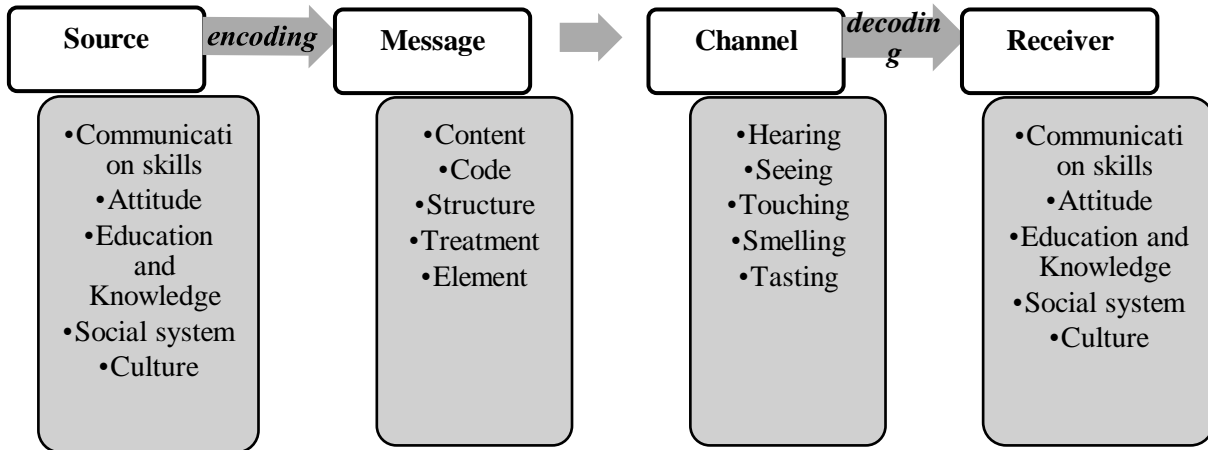 Source
encoding
Message
Channel
decodin
g
Receiver
•Communicati
on skills
•Attitude
•Education
and
Knowledge
•Social system
•Culture
•Content
•Code
•Structure
•Treatment
•Element
•Hearing
•Seeing
•Touching
•Smelling
•Tasting
•Communicati
on skills
•Attitude
•Education and
Knowledge
•Social system
•Culture